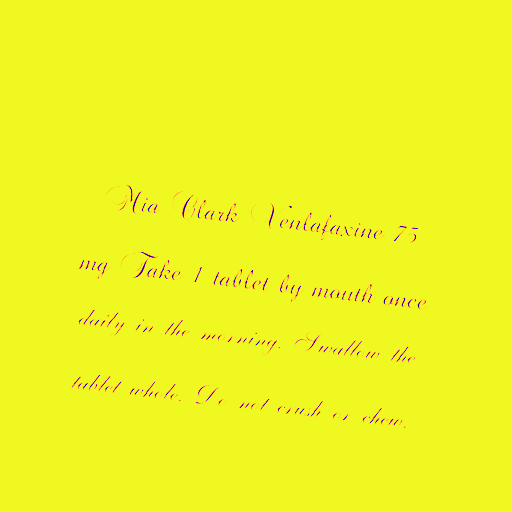 Mia Clark Venlafaxine 75
mg Take 1 tablet by mouth once
daily in the morning. Swallow the
tablet whole. Do not crush or chew.